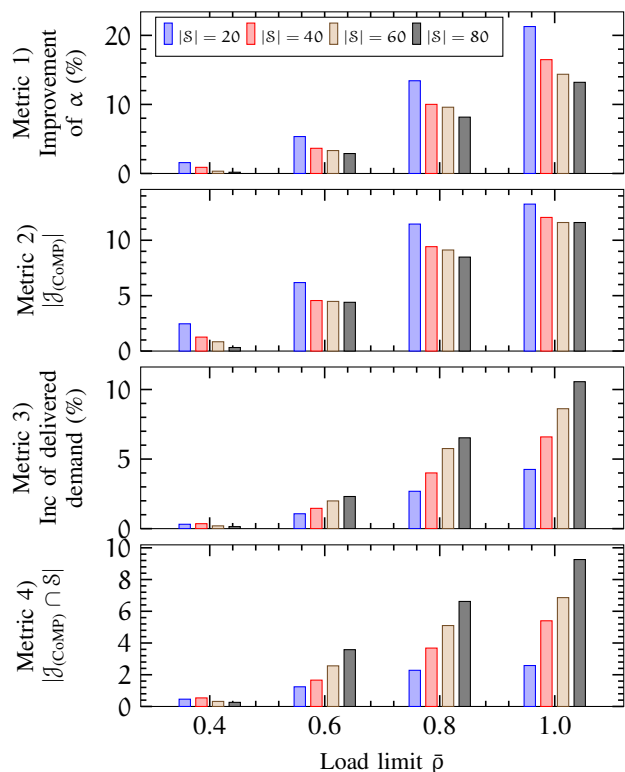 Metric 1)
Improvement
of α (%)
20
10
0
|𝒮| = 20 |𝒮| = 40 |𝒮| = 60 |𝒮| = 80
Metric 2)
|𝒥(CoMP)|
10
5
0
Metric 3)
Inc of delivered
demand (%)
10
5
0
Metric 4)
|𝒥(CoMP) ∩ 𝒮|
10
8
6
4
2
0
0.4 0.6 0.8 1.0
Load limit ρ̄